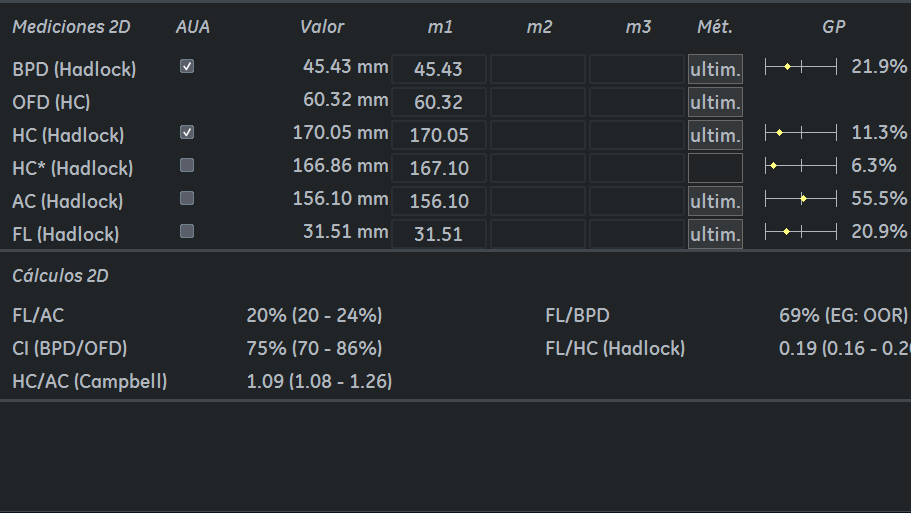 Mediciones 2D AUA Valor m1 m2 m3 Mét. GP
BPD (Hadlock) 45.43 mm 45.43 ultim. 21.9%
OFD (HC) 60.32 mm 60.32 ultim.
HC (Hadlock) 170.05 mm 170.05 ultim. 11.3%
HC* (Hadlock) 166.86 mm 167.10 6.3%
AC (Hadlock) 156.10 mm 156.10 ultim. 55.5%
FL (Hadlock) 31.51 mm 31.51 ultim. 20.9%
Cálculos 2D
FL/AC 20% (20 - 24%) FL/BPD 69% (EG: OOR)
CI (BPD/OFD) 75% (70 - 86%) FL/HC (Hadlock) 0.19 (0.16 - 0.2
HC/AC (Campbell) 1.09 (1.08 - 1.26)